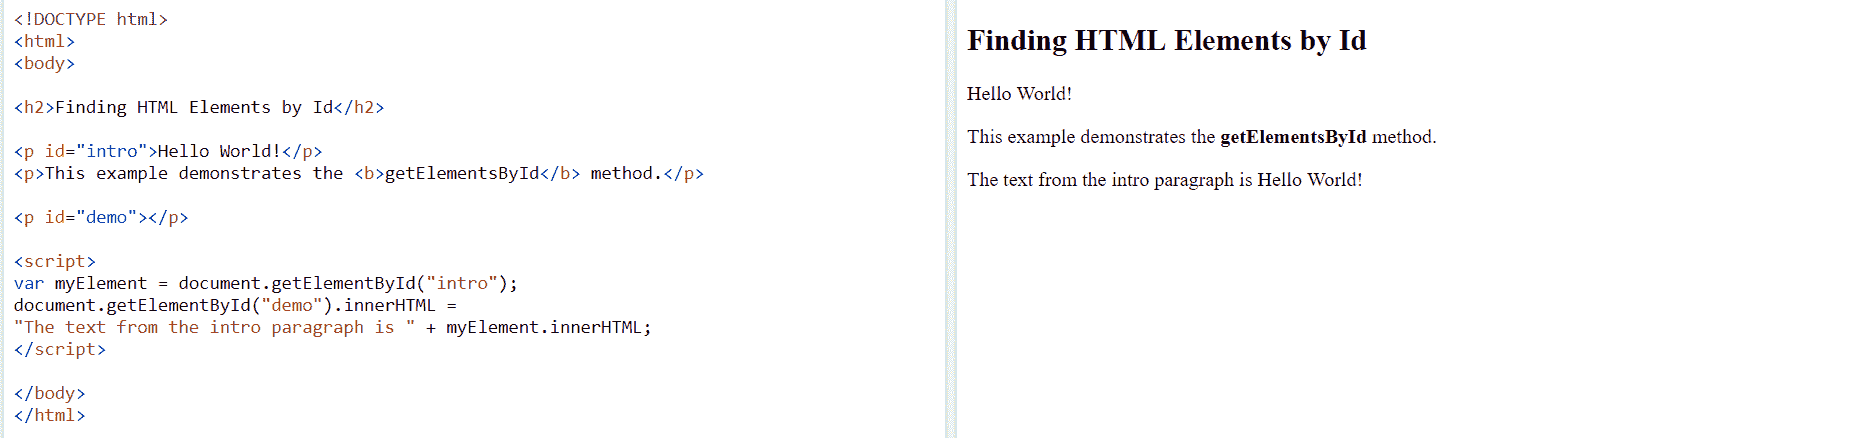 <!DOCTYPE html>
<html>
<body>
<h2>Finding HTML Elements by Id</h2>
<p id="intro">Hello World!</p>
<p>This example demonstrates the <b>getElementsById</b> method.</p>
<p id="demo"></p>
<script>
var myElement = document.getElementById("intro");
document.getElementById("demo").innerHTML =
"The text from the intro paragraph is " + myElement.innerHTML;
</script>
</body>
</html>
Finding HTML Elements by Id
Hello World!
This example demonstrates the getElementsById method.
The text from the intro paragraph is Hello World!